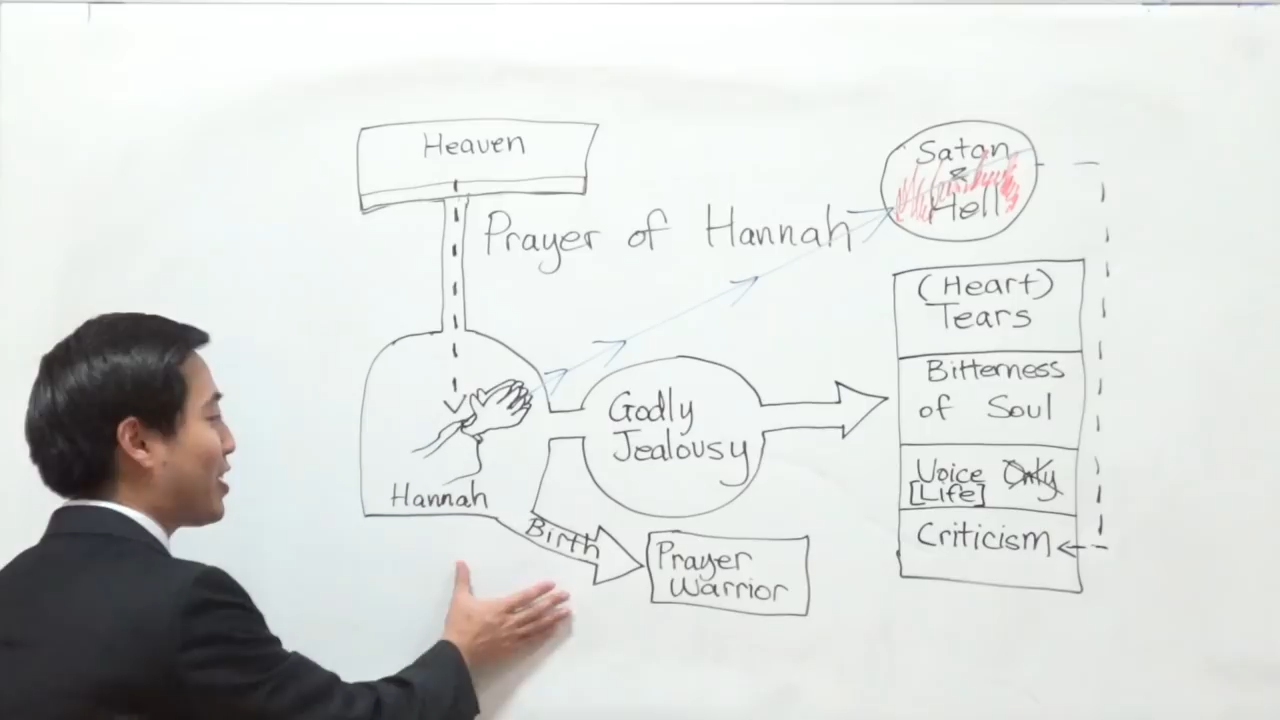 Heaven
Prayer of Hannah
Satan
&
Hell
Hannah
Godly
Jealousy
Birth
Prayer
Warrior
(Heart)
Tears
Bitterness
of Soul
Voice Only
[Life]
Criticism